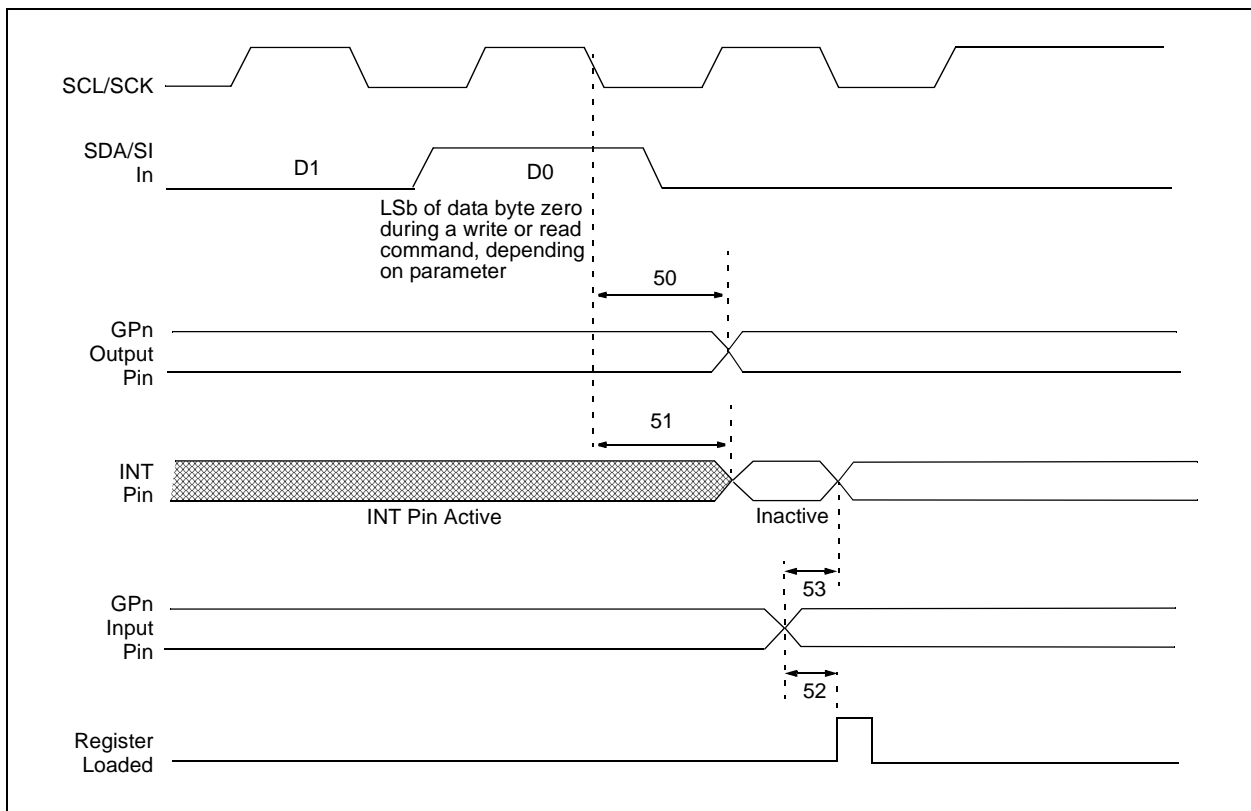 SCL/SCK
SDA/SI
In
D1
D0
LSb of data byte zero
during a write or read
command, depending
on parameter
50
GPn
Output
Pin
51
INT
Pin
INT Pin Active
Inactive
53
GPn
Input
Pin
52
Register
Loaded